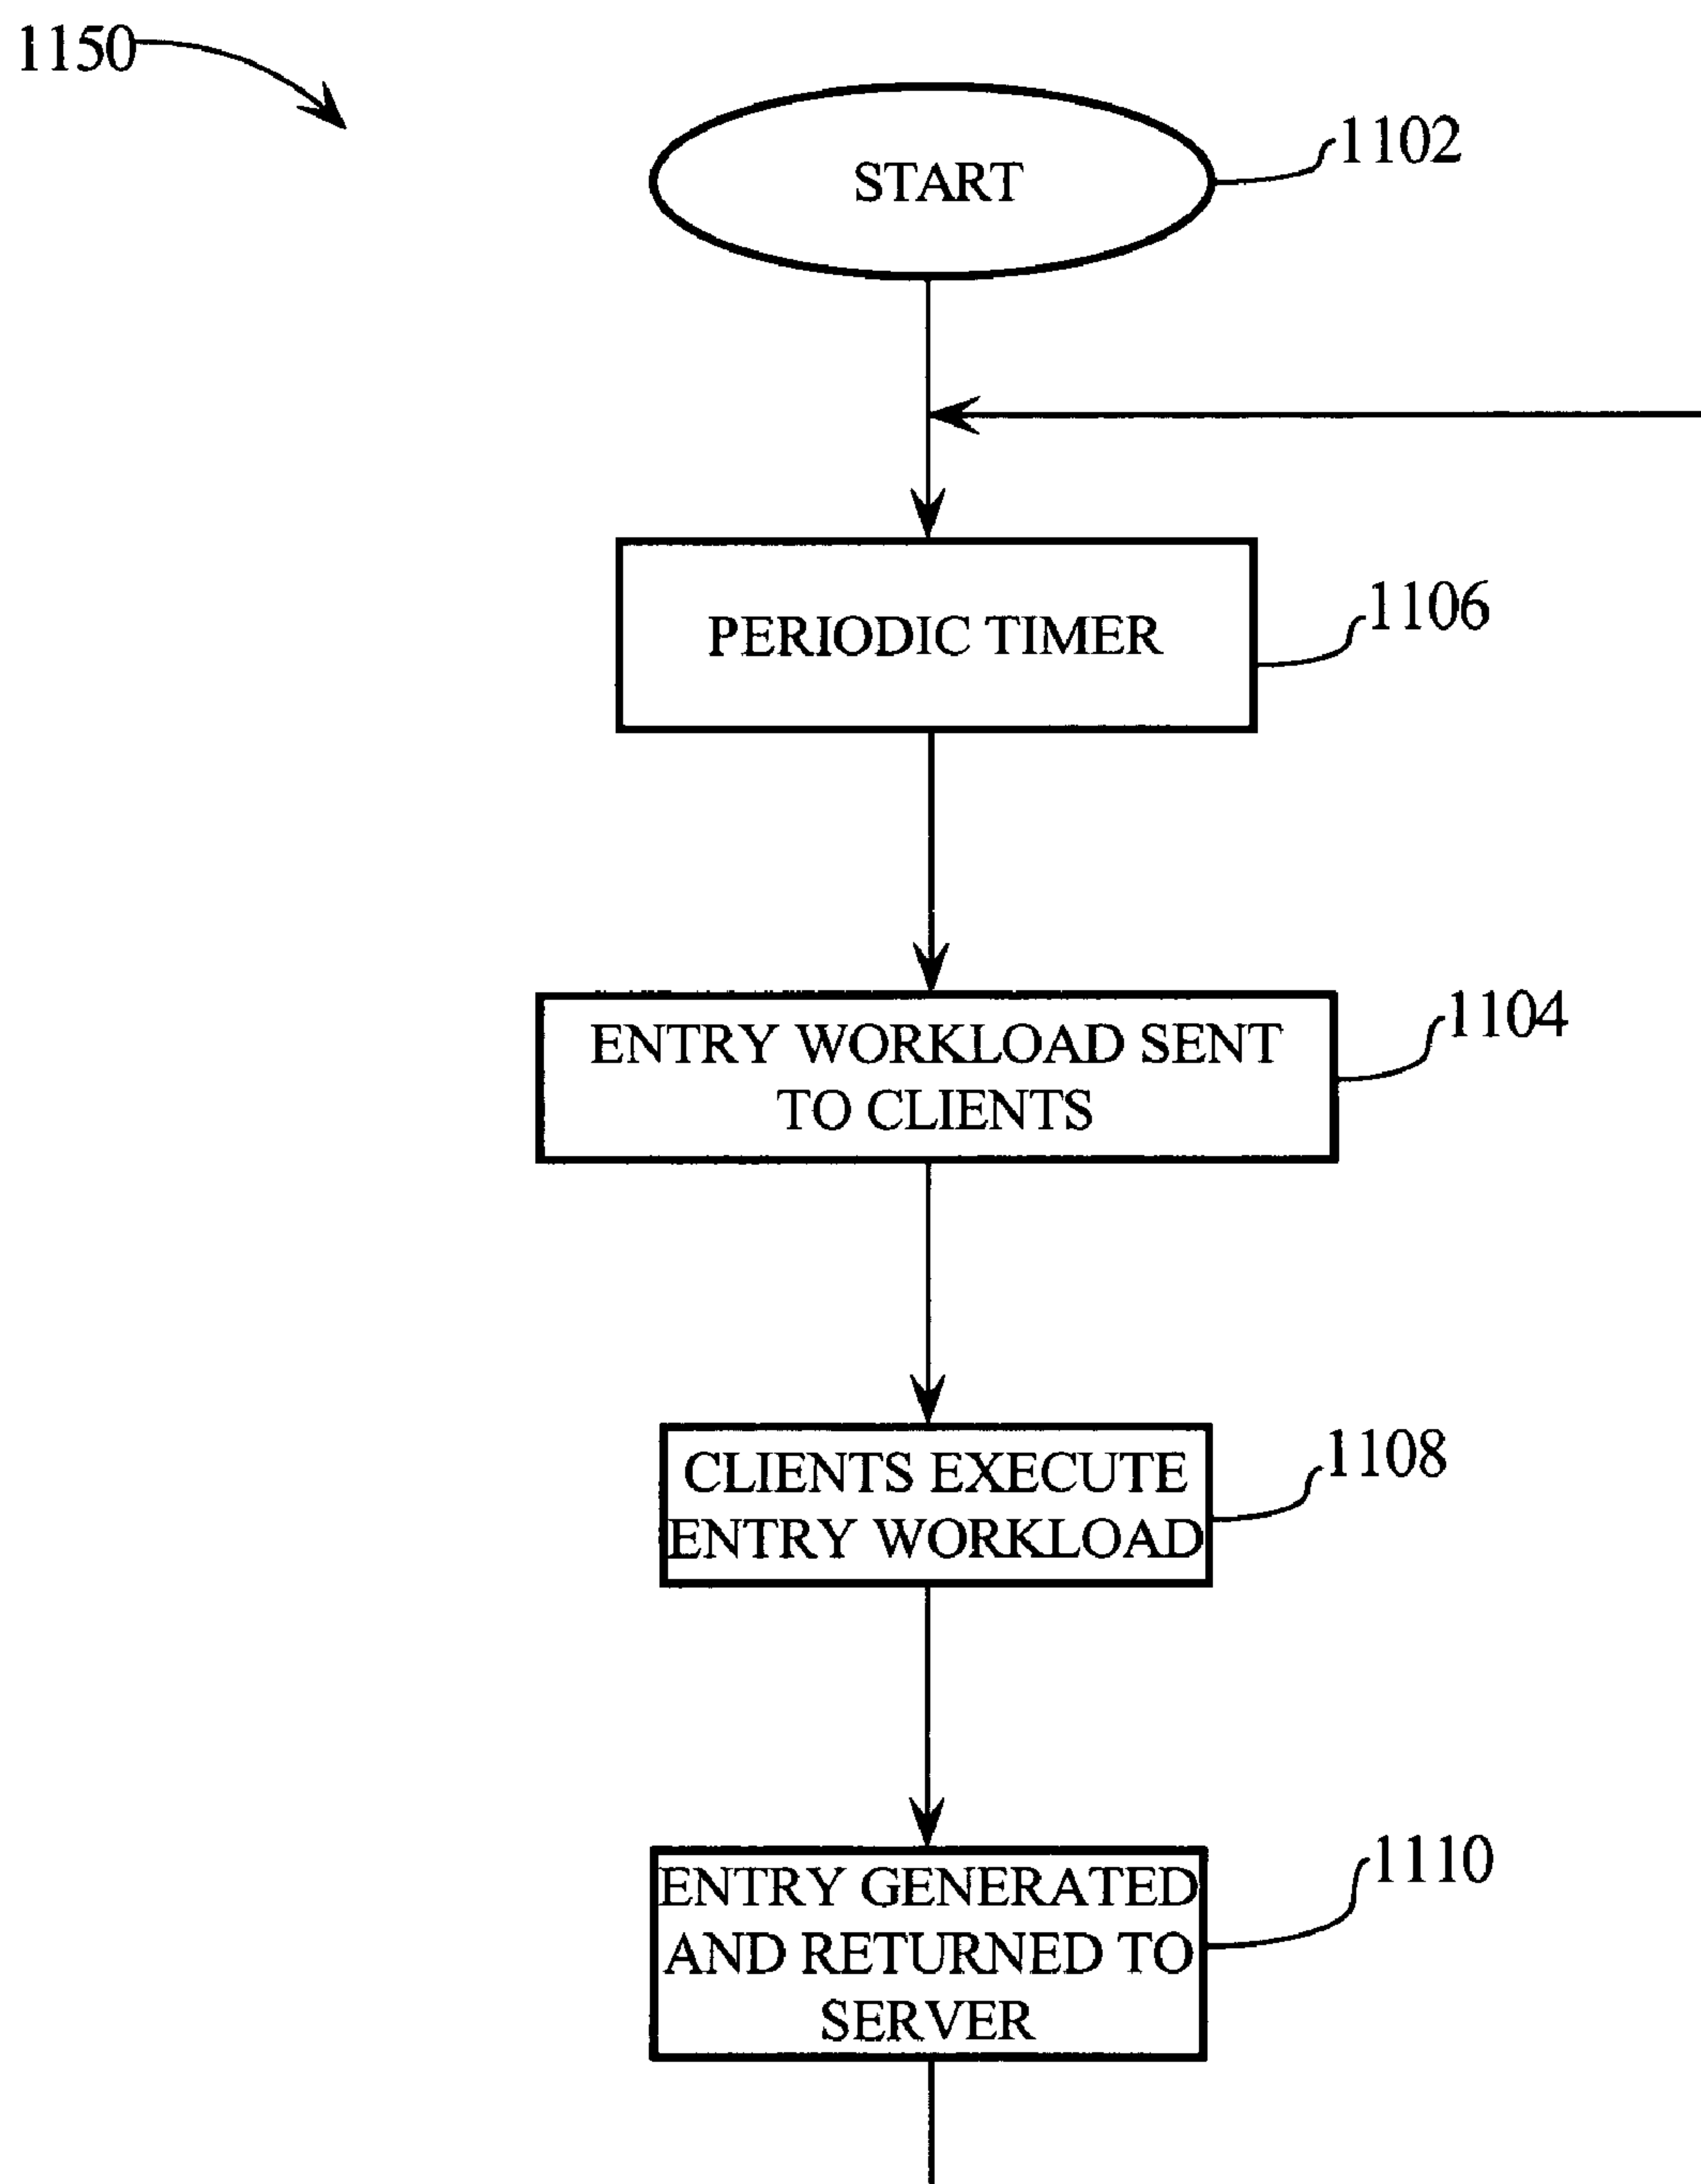 1150
START
1102
PERIODIC TIMER
1106
ENTRY WORKLOAD SENT
TO CLIENTS
1104
CLIENTS EXECUTE
ENTRY WORKLOAD
1108
ENTRY GENERATED
AND RETURNED TO
SERVER
1110